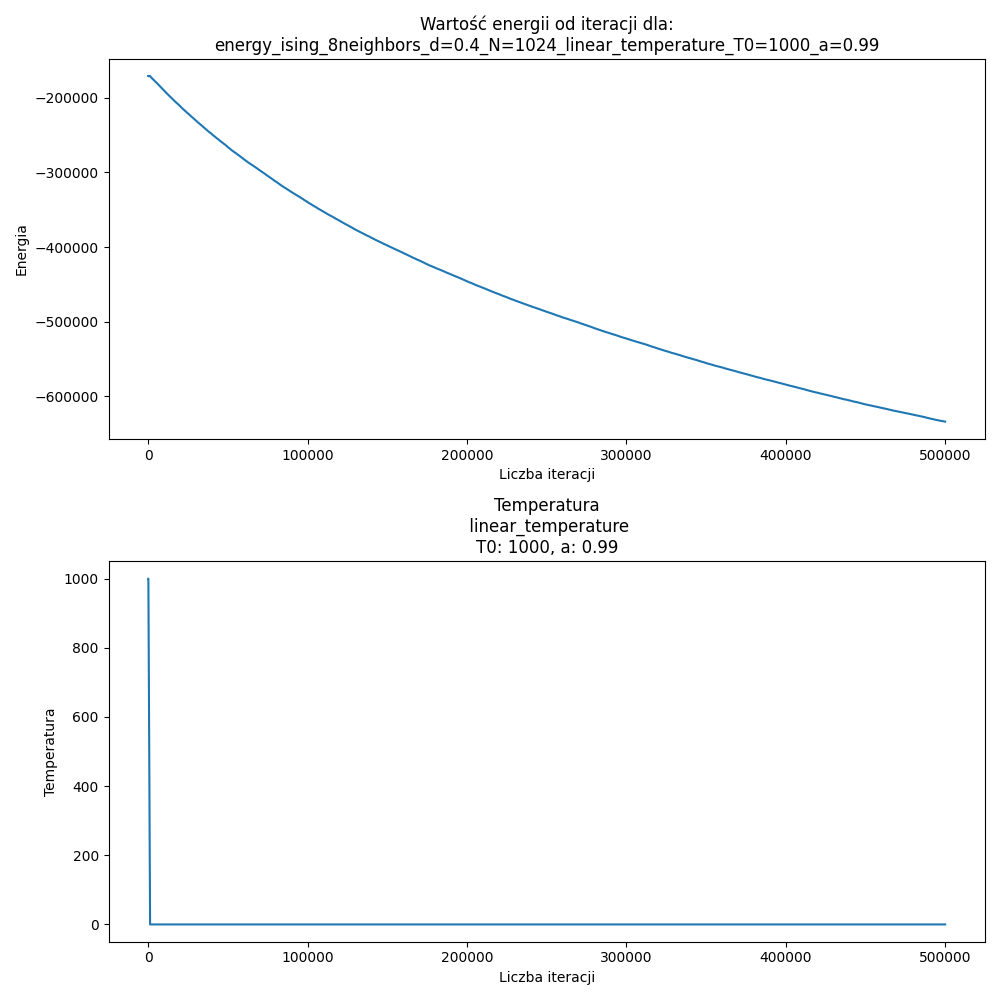 Wartość energii od iteracji dla:
energy_ising_8neighbors_d=0.4_N=1024_linear_temperature_T0=1000_a=0.99
−200000
−300000
−400000
−500000
−600000
Energia
0
100000
200000
300000
400000
500000
Liczba iteracji
Temperatura
linear_temperature
T0: 1000, a: 0.99
1000
800
600
400
200
0
Temperatura
0
100000
200000
300000
400000
500000
Liczba iteracji